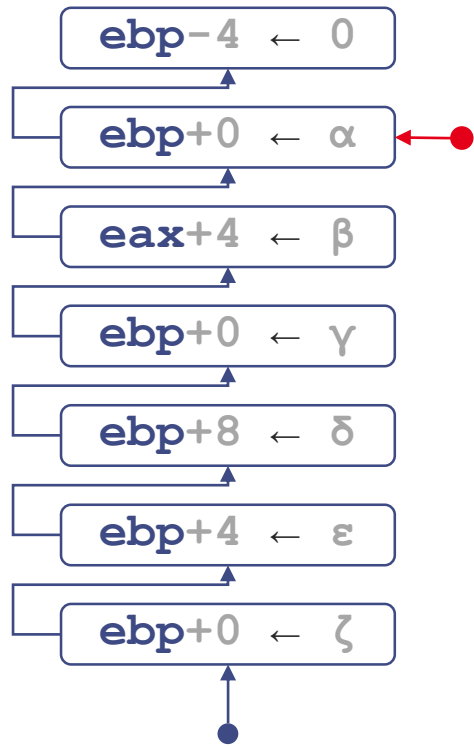 ebp-4 ← 0
ebp+0 ← α
eax+4 ← β
ebp+0 ← γ
ebp+8 ← δ
ebp+4 ← ε
ebp+0 ← ζ